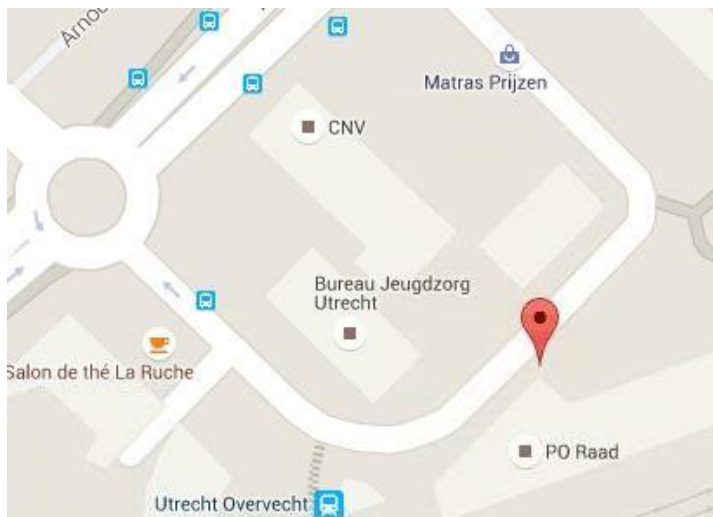 Matras Prijzen
CNV
Bureau Jeugdzorg
Utrecht
Salon de thé La Ruche
PO Raad
Utrecht Overvecht